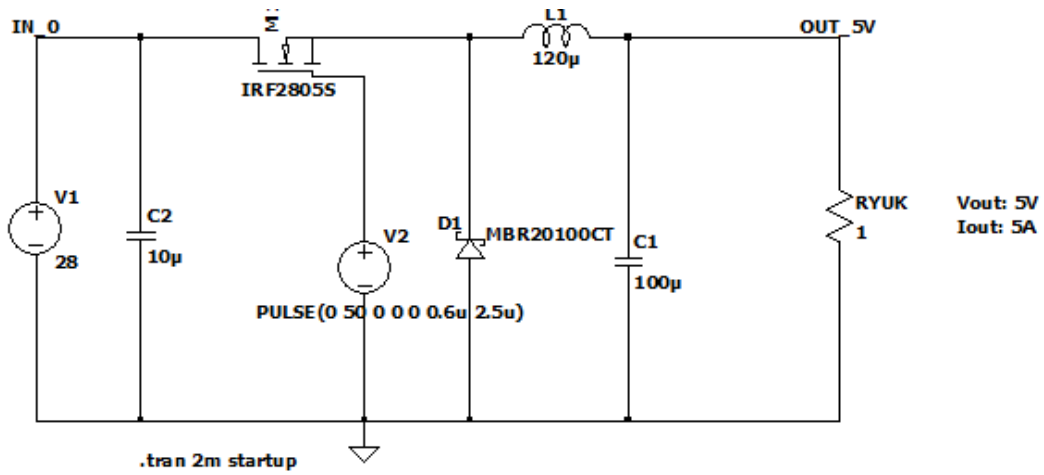 IN_0
M
L1
OUT_5V
120µ
IRF2805S
V1
28
C2
10µ
V2
PULSE(0 50 0 0 0 0.6u 2.5u)
D1
MBR20100CT
C1
100µ
RYUK
1
Vout: 5V
Iout: 5A
.tran 2m startup